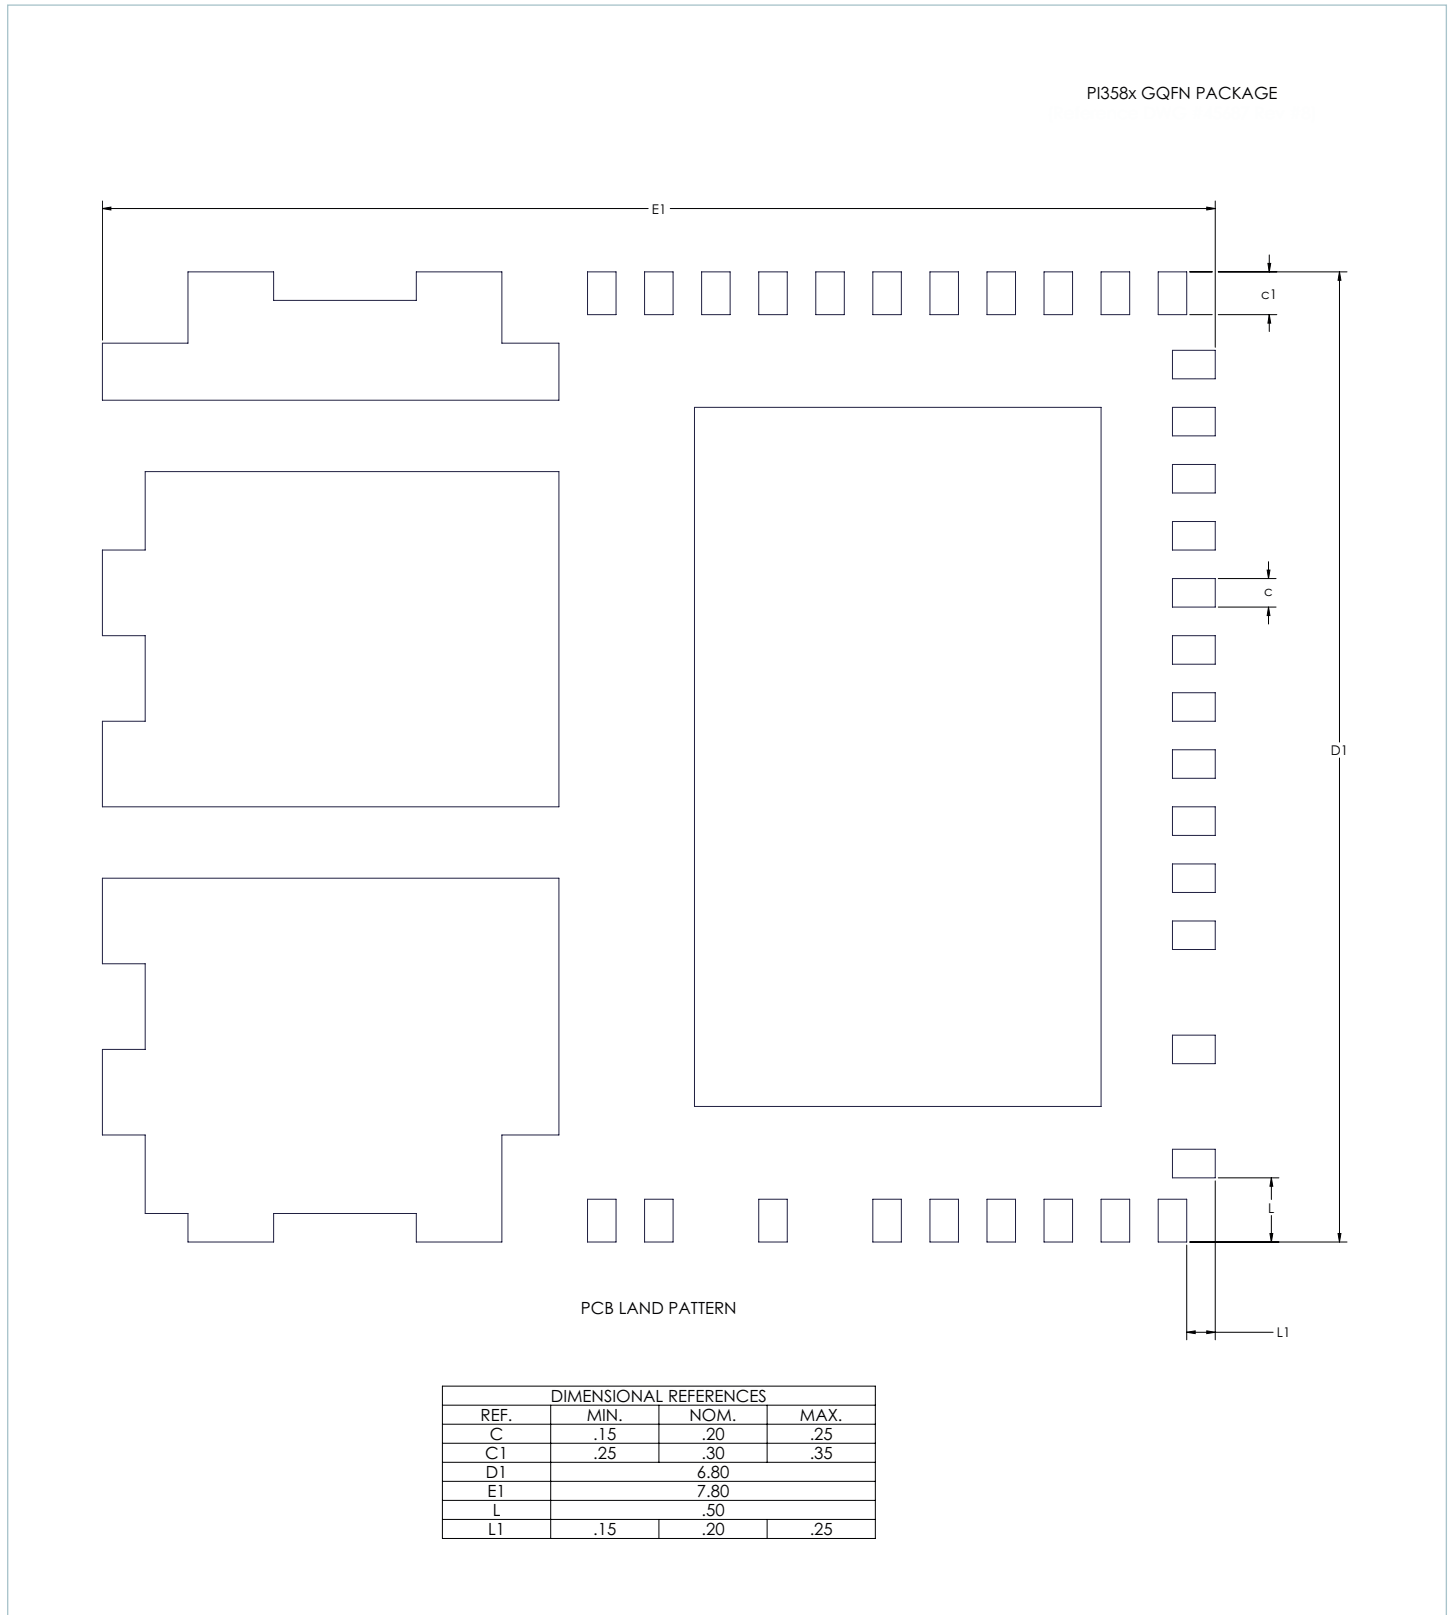 PI358x GQFN PACKAGE
E1
c1
c
D1
L
PCB LAND PATTERN
L1
DIMENSIONAL REFERENCES
REF. MIN. NOM. MAX.
C .15 .20 .25
C1 .25 .30 .35
D1 6.80
E1 7.80
L .50
L1 .15 .20 .25